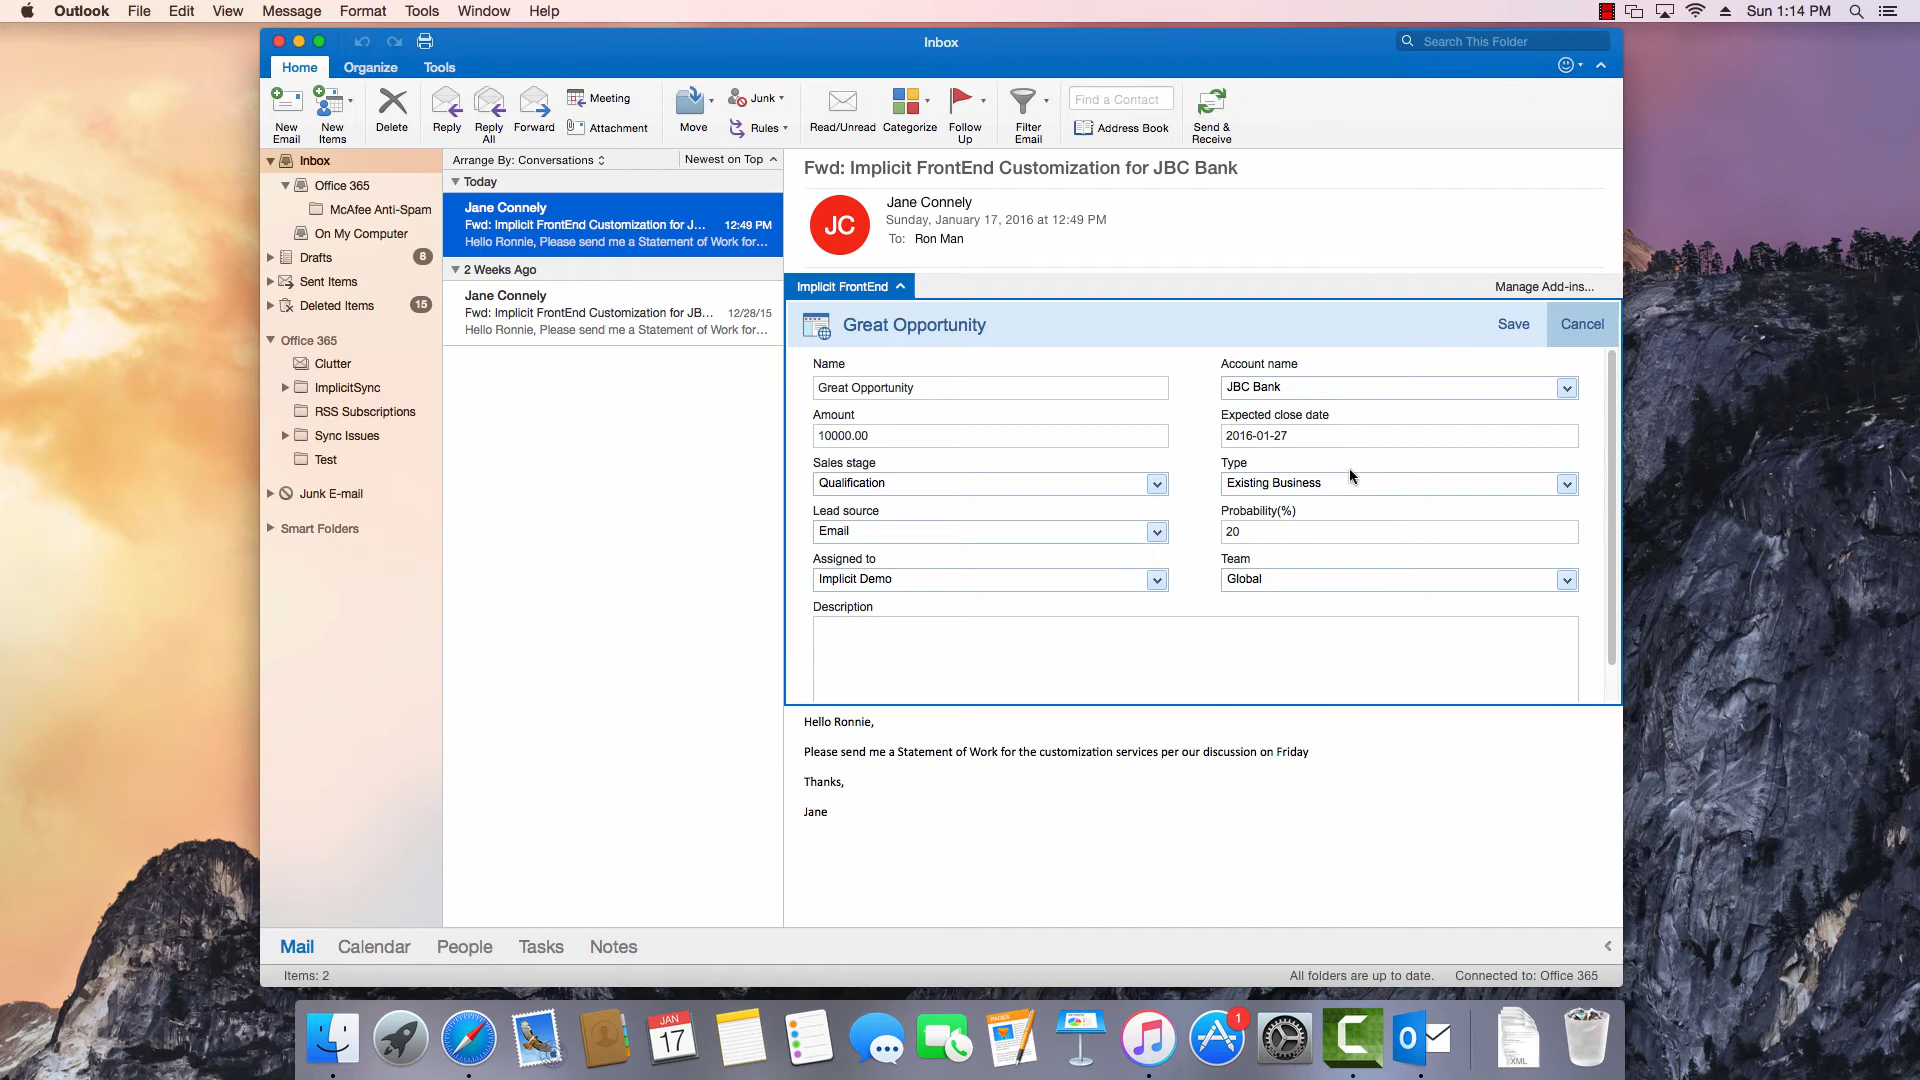 Outlook File Edit View Message Format Tools Window Help Sun 1:14 PM
Inbox
Search This Folder
Home Organize Tools
New Email
New Items
Delete
Reply
Reply All
Forward
Meeting
Attachment
Move
Junk
Rules
Read/Unread
Categorize
Follow Up
Filter Email
Find a Contact
Address Book
Send & Receive
Inbox
Office 365
McAfee Anti-Spam
On My Computer
Drafts 8
Sent Items
Deleted Items 15
Office 365
Clutter
ImplicitSync
RSS Subscriptions
Sync Issues
Test
Junk E-mail
Smart Folders
Arrange By: Conversations Newest on Top
Today
Jane Connely
Fwd: Implicit FrontEnd Customization for J... 12:49 PM
Hello Ronnie, Please send me a Statement of Work for...
2 Weeks Ago
Jane Connely
Fwd: Implicit FrontEnd Customization for JB... 12/28/15
Hello Ronnie, Please send me a Statement of Work for...
Fwd: Implicit FrontEnd Customization for JBC Bank
JC
Jane Connely
Sunday, January 17, 2016 at 12:49 PM
To: Ron Man
Implicit FrontEnd Manage Add-ins...
Great Opportunity Save Cancel
Name Account name
Great Opportunity JBC Bank
Amount Expected close date
10000.00 2016-01-27
Sales stage Type
Qualification Existing Business
Lead source Probability(%)
Email 20
Assigned to Team
Implicit Demo Global
Description
Hello Ronnie,
Please send me a Statement of Work for the customization services per our discussion on Friday
Thanks,
Jane
Mail Calendar People Tasks Notes
Items: 2 All folders are up to date. Connected to: Office 365
JAN
17
PAGES
1
C
O
XML